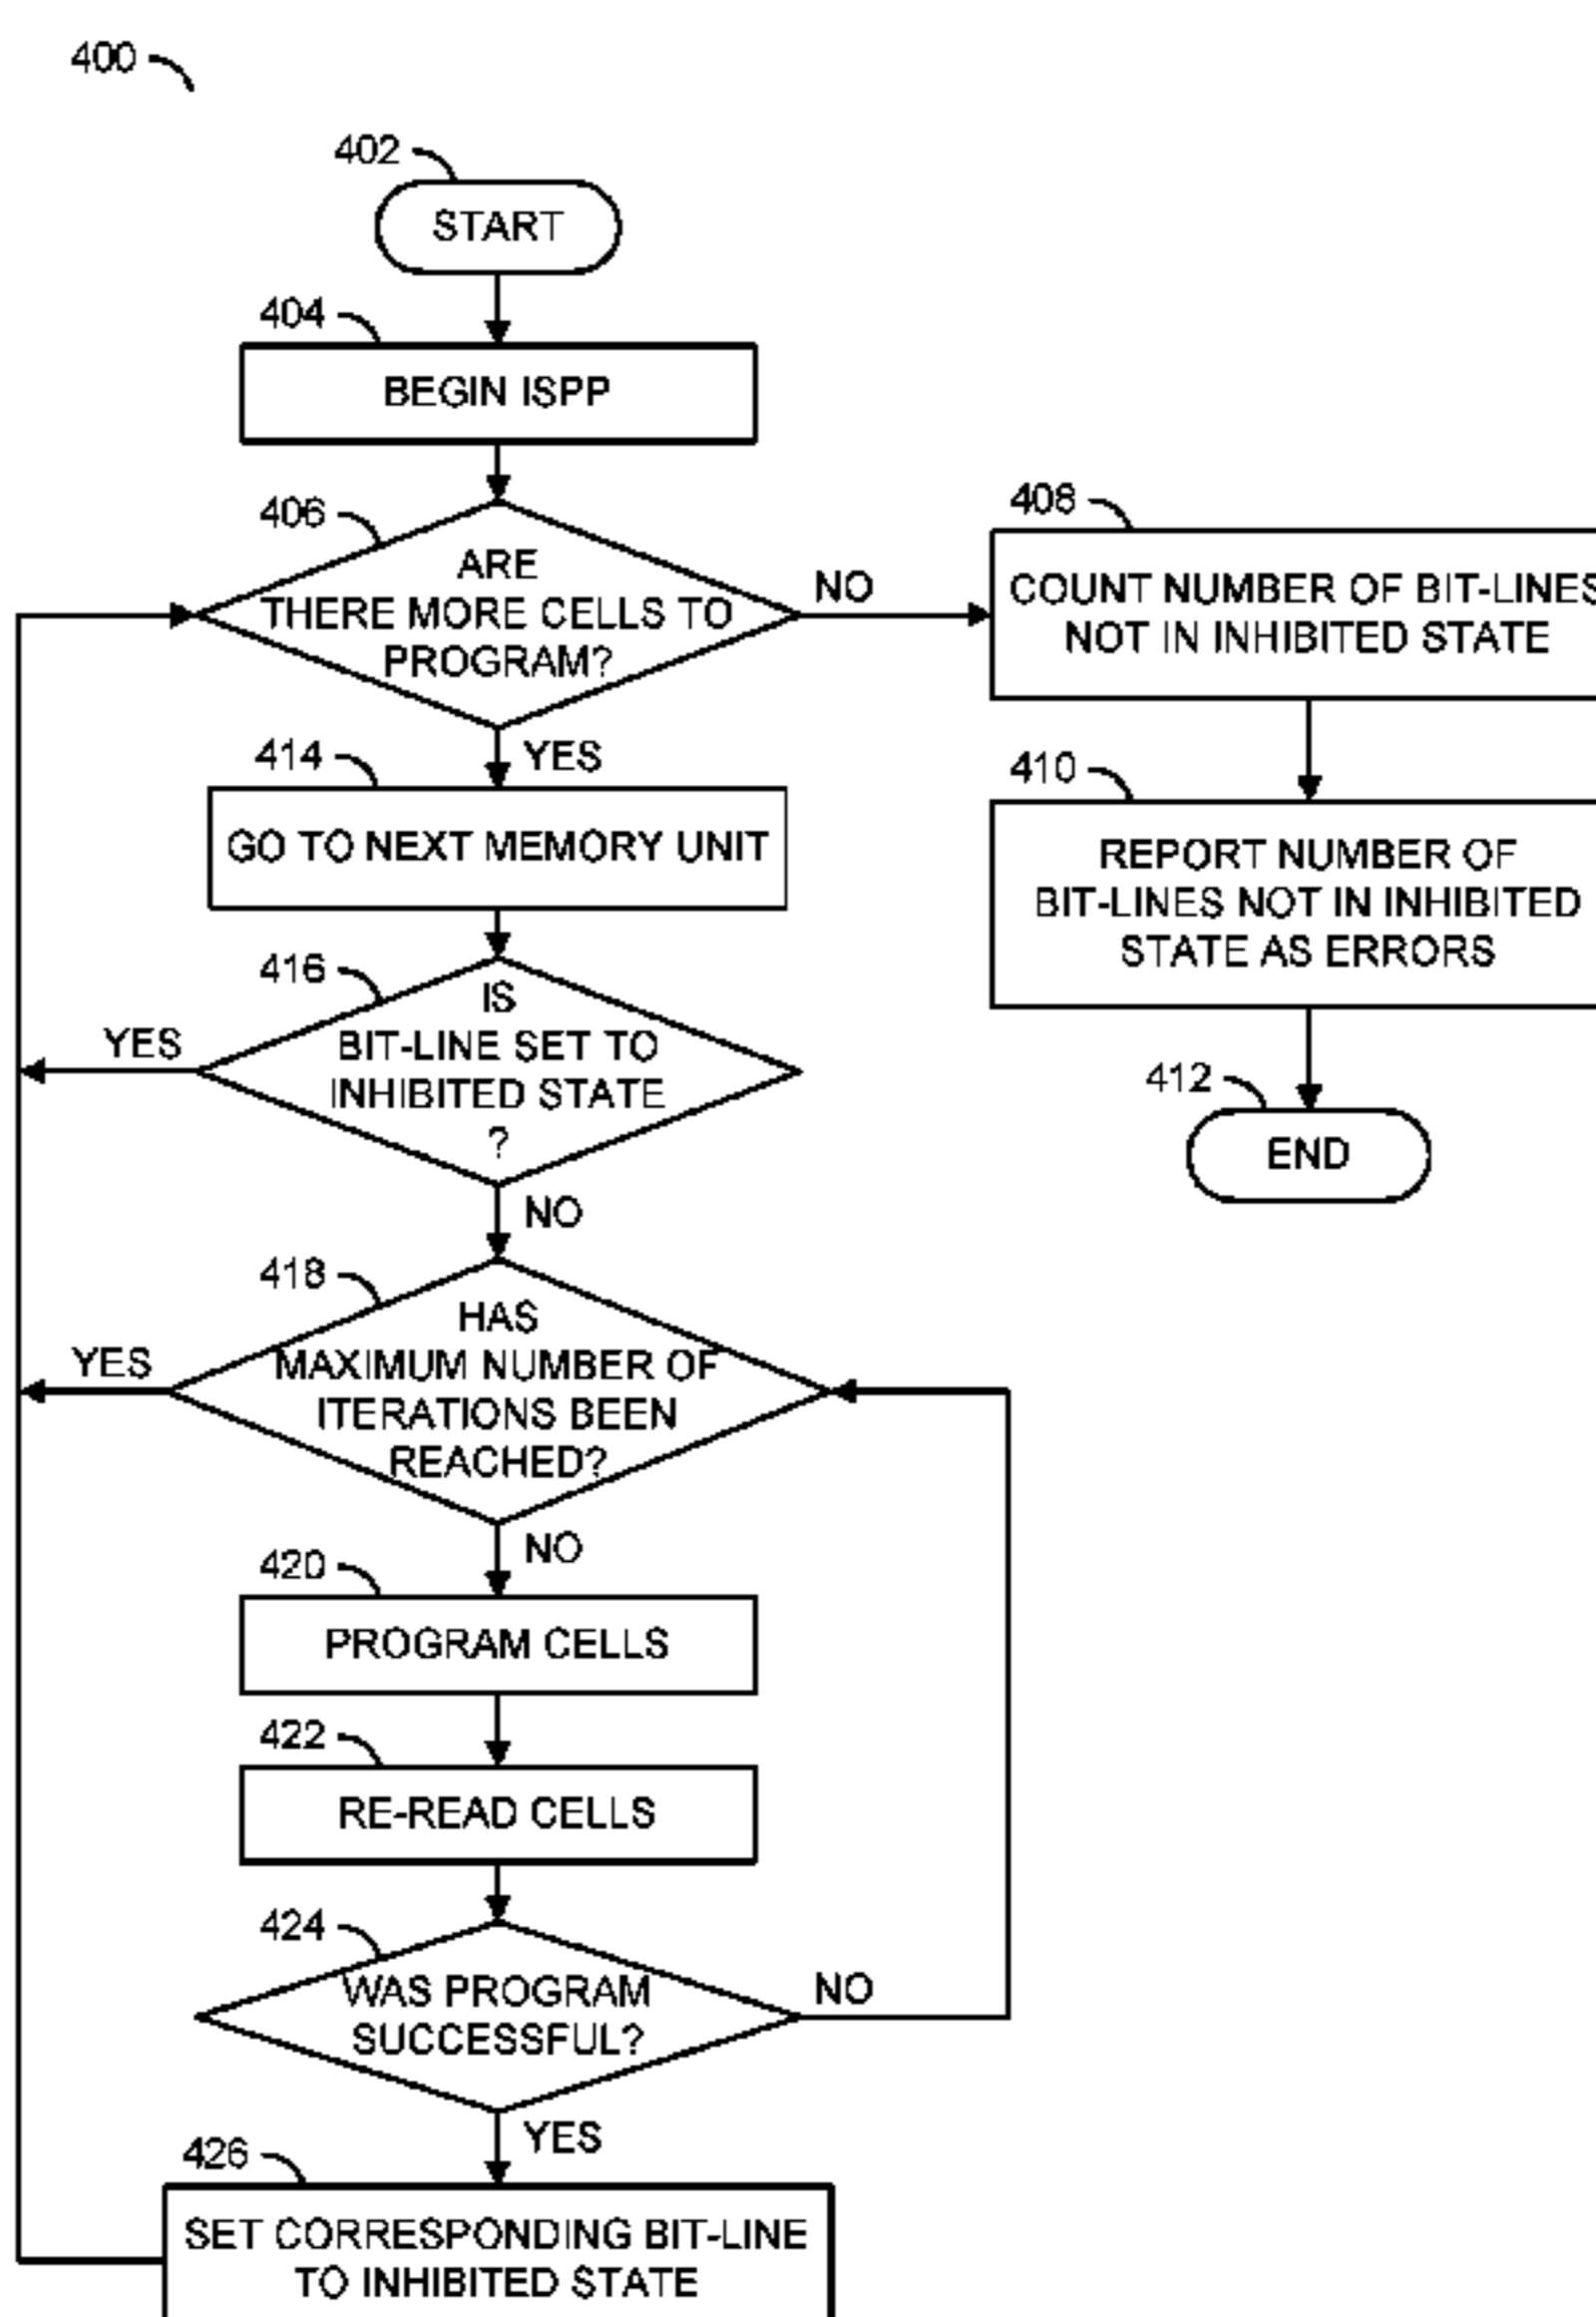 400
402
START
404
BEGIN ISPP
406
ARE
THERE MORE CELLS TO
PROGRAM?
NO
YES
408
COUNT NUMBER OF BIT-LINES
NOT IN INHIBITED STATE
410
REPORT NUMBER OF
BIT-LINES NOT IN INHIBITED
STATE AS ERRORS
412
END
414
GO TO NEXT MEMORY UNIT
416
IS
BIT-LINE SET TO
INHIBITED STATE
?
YES
NO
418
HAS
MAXIMUM NUMBER OF
ITERATIONS BEEN
REACHED?
YES
NO
420
PROGRAM CELLS
422
RE-READ CELLS
424
WAS PROGRAM
SUCCESSFUL?
NO
YES
426
SET CORRESPONDING BIT-LINE
TO INHIBITED STATE